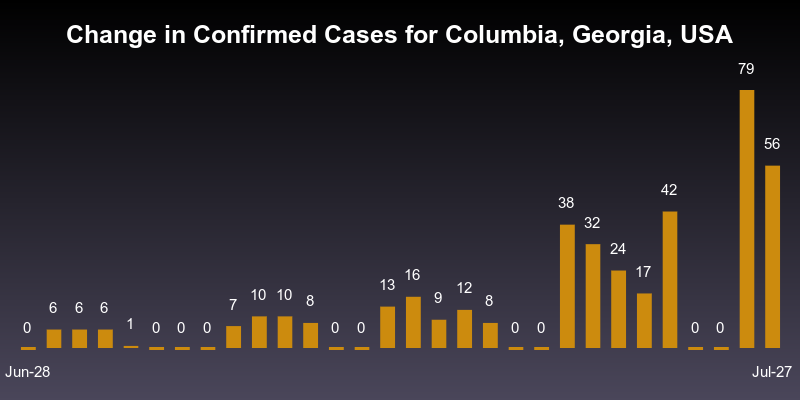 Change in Confirmed Cases for Columbia, Georgia, USA
0 6 6 6 1 0 0 0 7 10 10 8 0 0 13 16 9 12 8 0 0 38 32 24 17 42 0 0 79 56
Jun-28 Jul-27